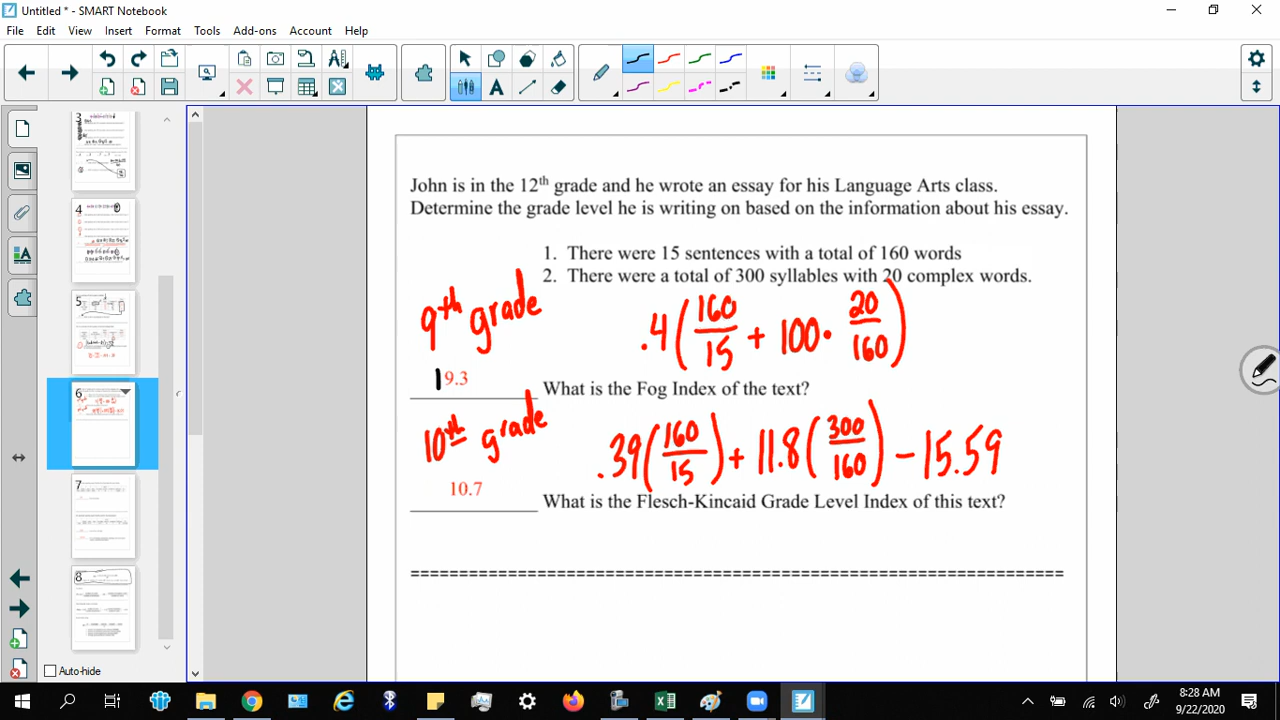 Untitled * - SMART Notebook
File Edit View Insert Format Tools Add-ons Account Help
John is in the 12th grade and he wrote an essay for his Language Arts class.
Determine the grade level he is writing on based on the information about his essay.
1. There were 15 sentences with a total of 160 words
2. There were a total of 300 syllables with 20 complex words.
9th grade
.4(160/15 + 100 · 20/160)
19.3
What is the Fog Index of the text?
10th grade
.39(160/15) + 11.8(300/160) - 15.59
10.7
What is the Flesch-Kincaid Grade Level Index of this text?
==================================================================
3
4
5
6
7
8
Auto-hide
8:28 AM
9/22/2020